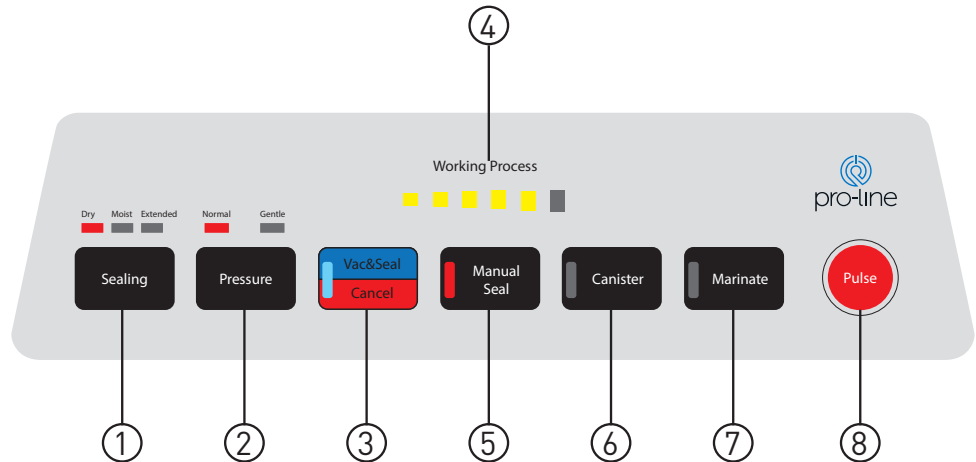 4
Working Process
pro-line
Dry Moist Extended Normal Gentle
Sealing
Pressure
Vac&Seal
Cancel
Manual
Seal
Canister
Marinate
Pulse
1 2 3 5 6 7 8